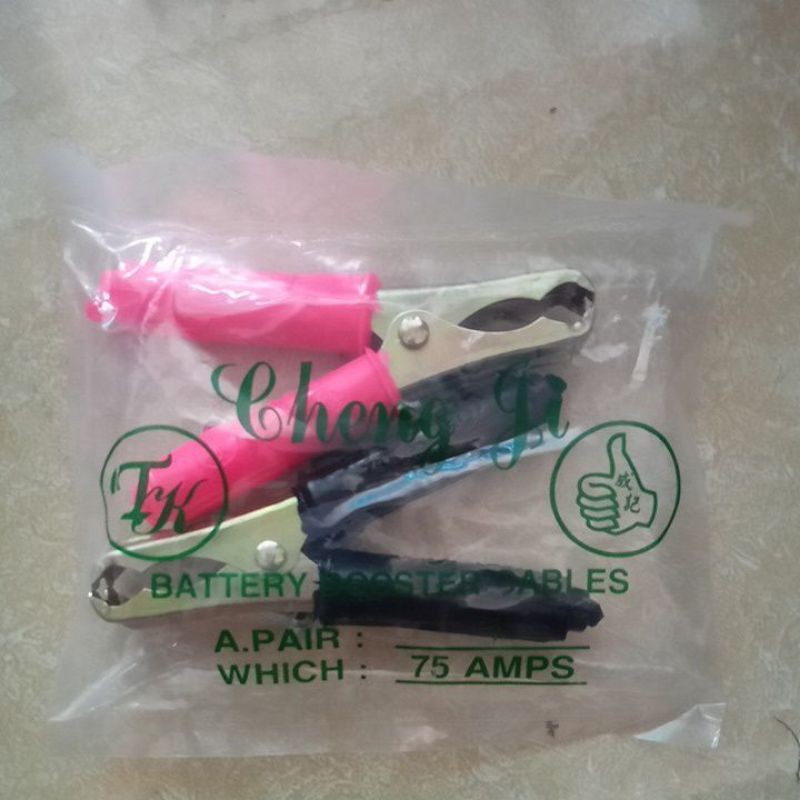 Cheng Ji
TK
成記
BATTERY BOOSTER CABLES
A.PAIR :
WHICH : 75 AMPS